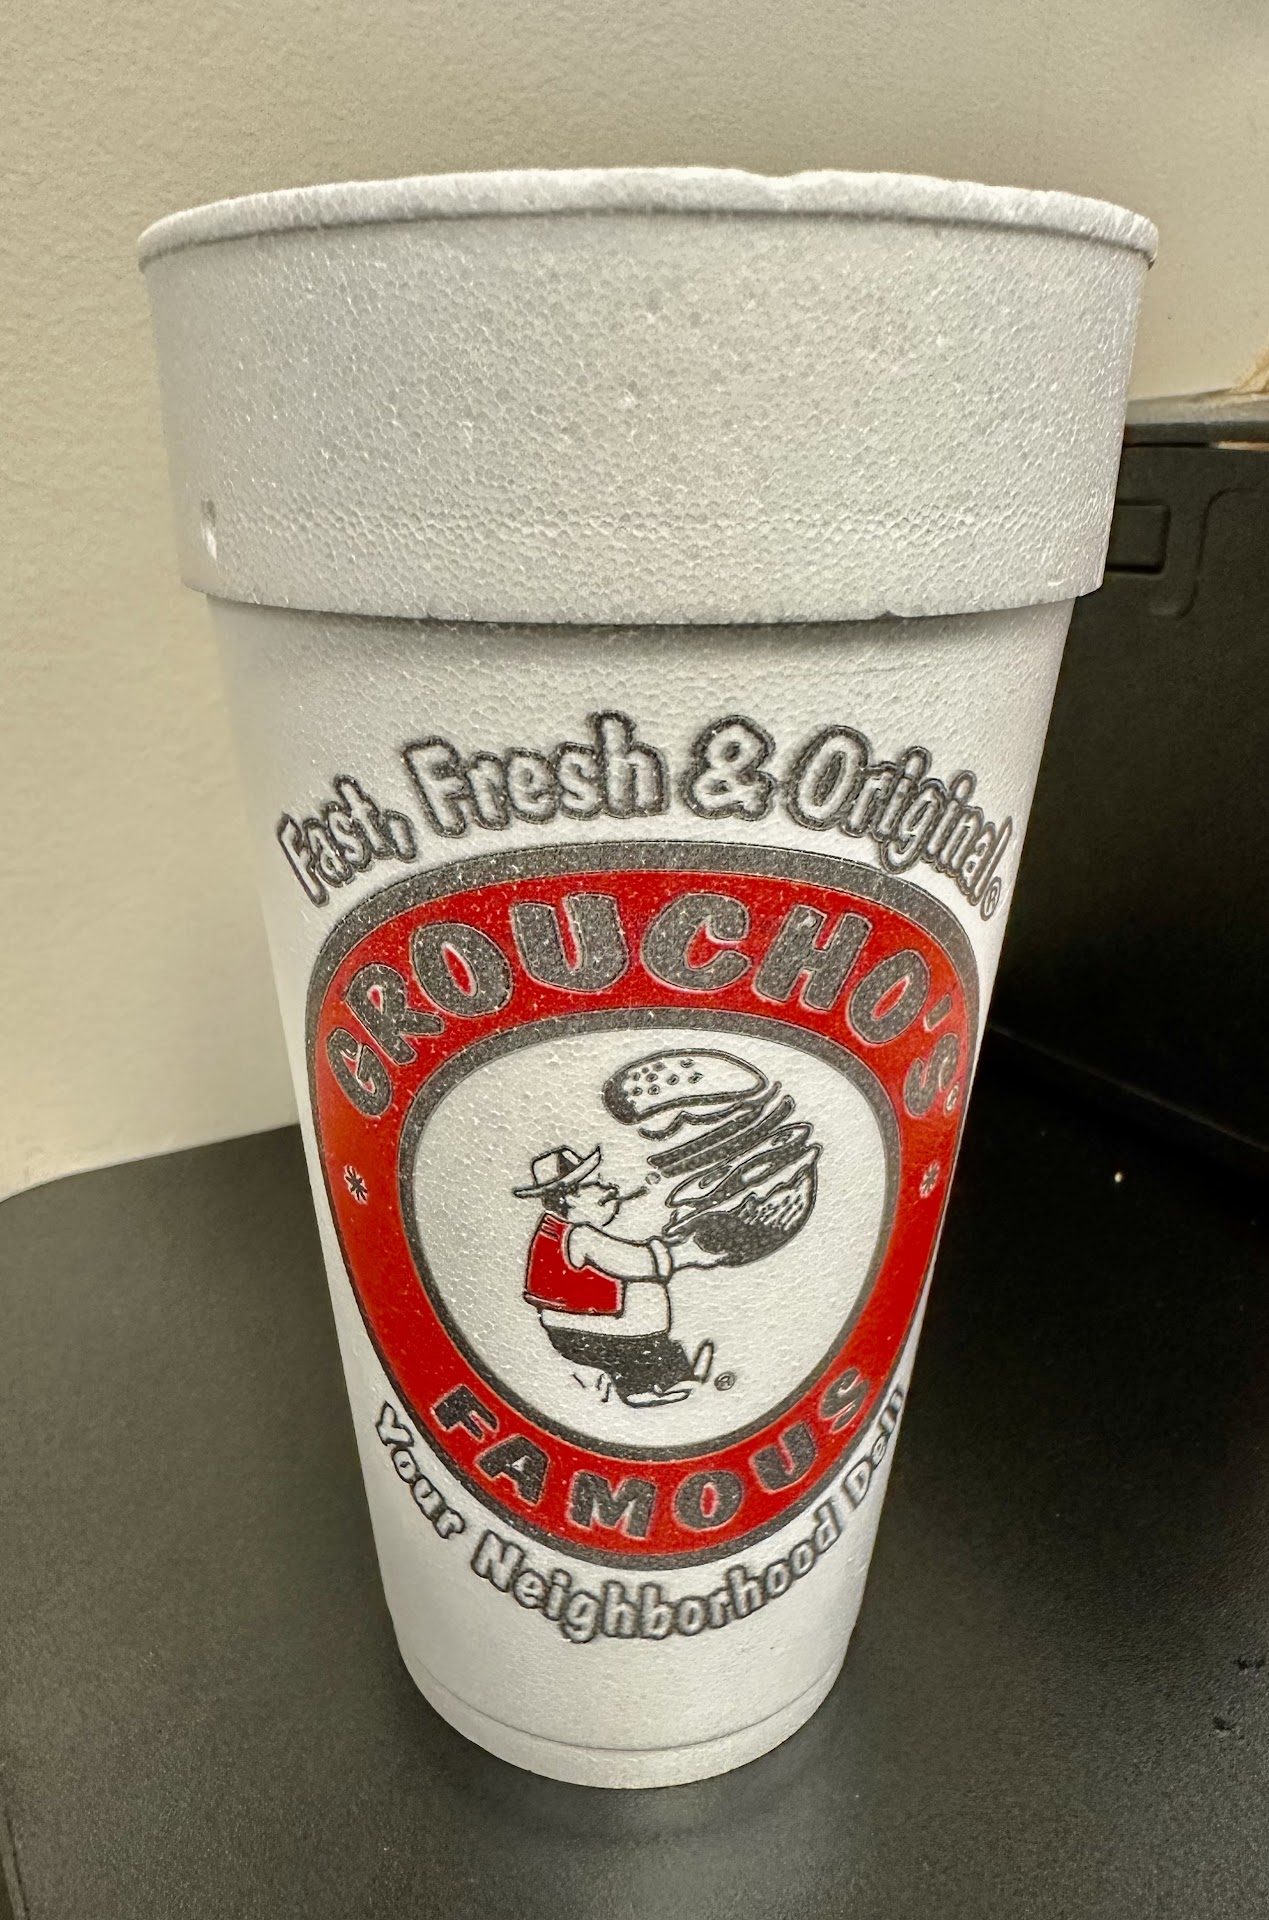 Fast, Fresh & Original®
GROUCHO'S
®
FAMOUS
Your Neighborhood Deli!